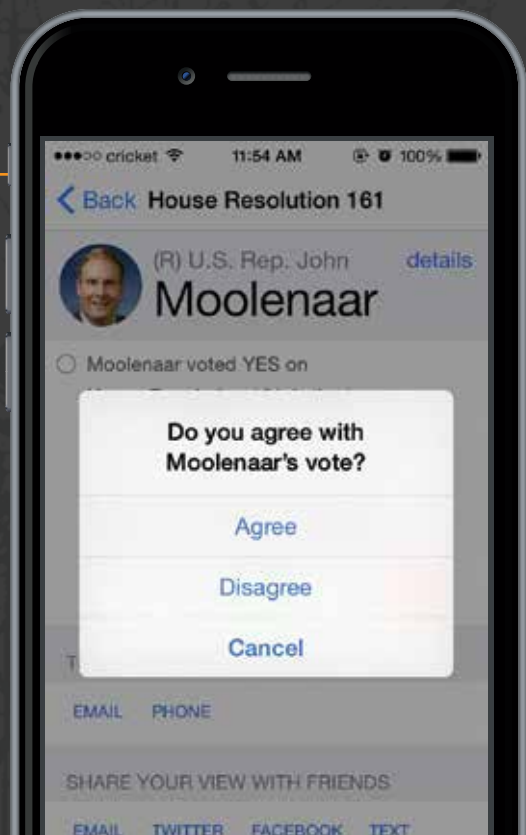 cricket 11:54 AM 100%
Back House Resolution 161
(R) U.S. Rep. John details
Moolenaar
Moolenaar voted YES on
Do you agree with
Moolenaar's vote?
Agree
Disagree
Cancel
T
EMAIL PHONE
SHARE YOUR VIEW WITH FRIENDS
EMAIL TWITTER FACEBOOK TEXT